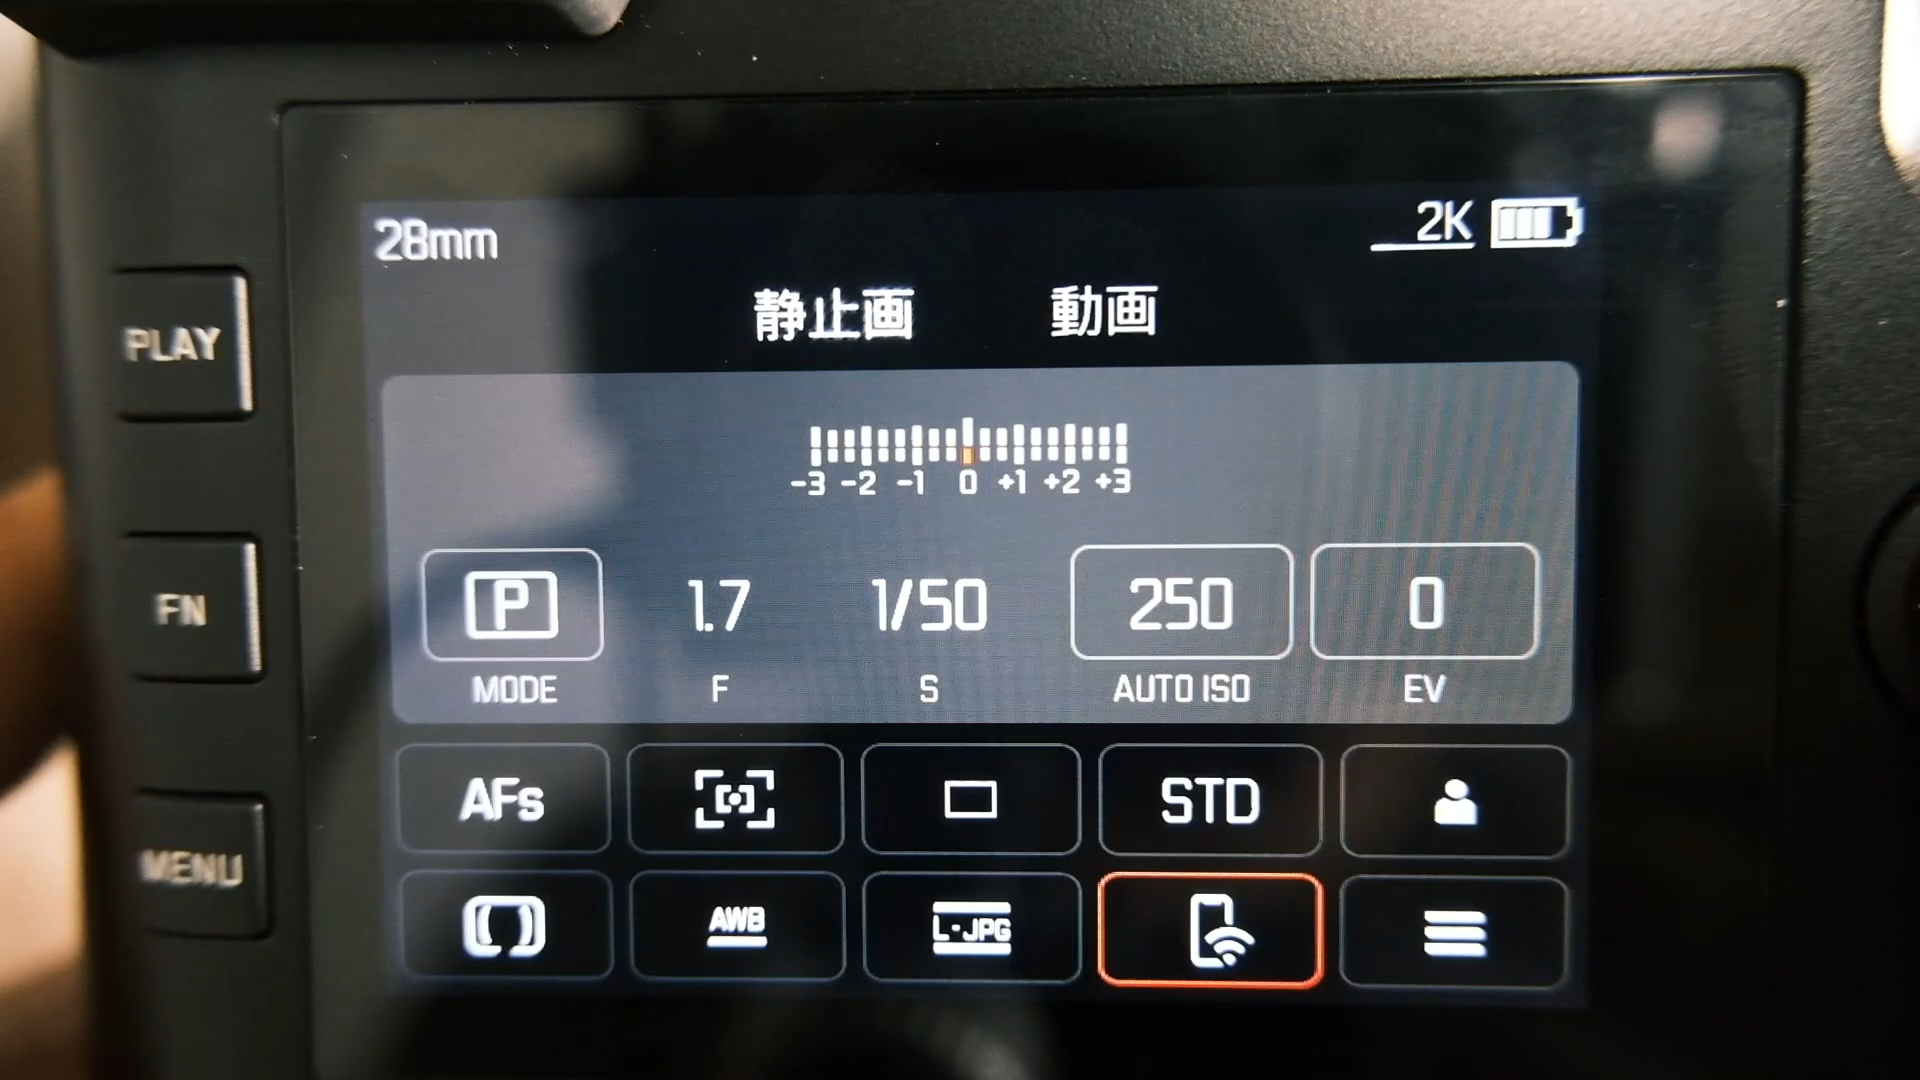 28mm
2K
静止画 動画
PLAY
-3 -2 -1 0 +1 +2 +3
P 1.7 1/50 250 0
FN
MODE F S AUTO ISO EV
AFs STD
MENU
AWB L-JPG